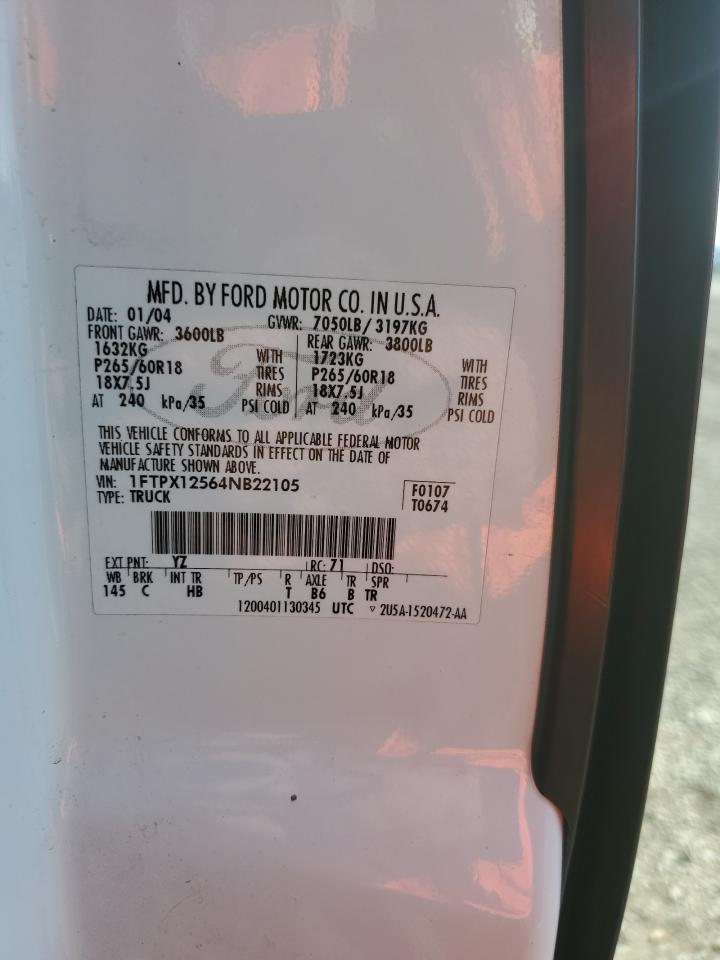 MFD. BY FORD MOTOR CO. IN U.S.A.
DATE: 01/04 GVWR: 7050LB/ 3197KG
FRONT GAWR: 3600LB REAR GAWR: 3800LB
1632KG WITH 1723KG WITH
P265/60R18 TIRES P265/60R18 TIRES
18X7.5J RIMS 18X7.5J RIMS
AT 240 kPa/35 PSI COLD AT 240 kPa/35 PSI COLD
Ford
THIS VEHICLE CONFORMS TO ALL APPLICABLE FEDERAL MOTOR
VEHICLE SAFETY STANDARDS IN EFFECT ON THE DATE OF
MANUFACTURE SHOWN ABOVE.
VIN: 1FTPX12564NB22105 F0107
TYPE: TRUCK T0674
EXT PNT: YZ RC: 71 DSO:
WB BRK INT TR TP/PS R AXLE TR SPR
145 C HB T B6 B TR
1200401130345 UTC ▽ 2U5A-1520472-AA